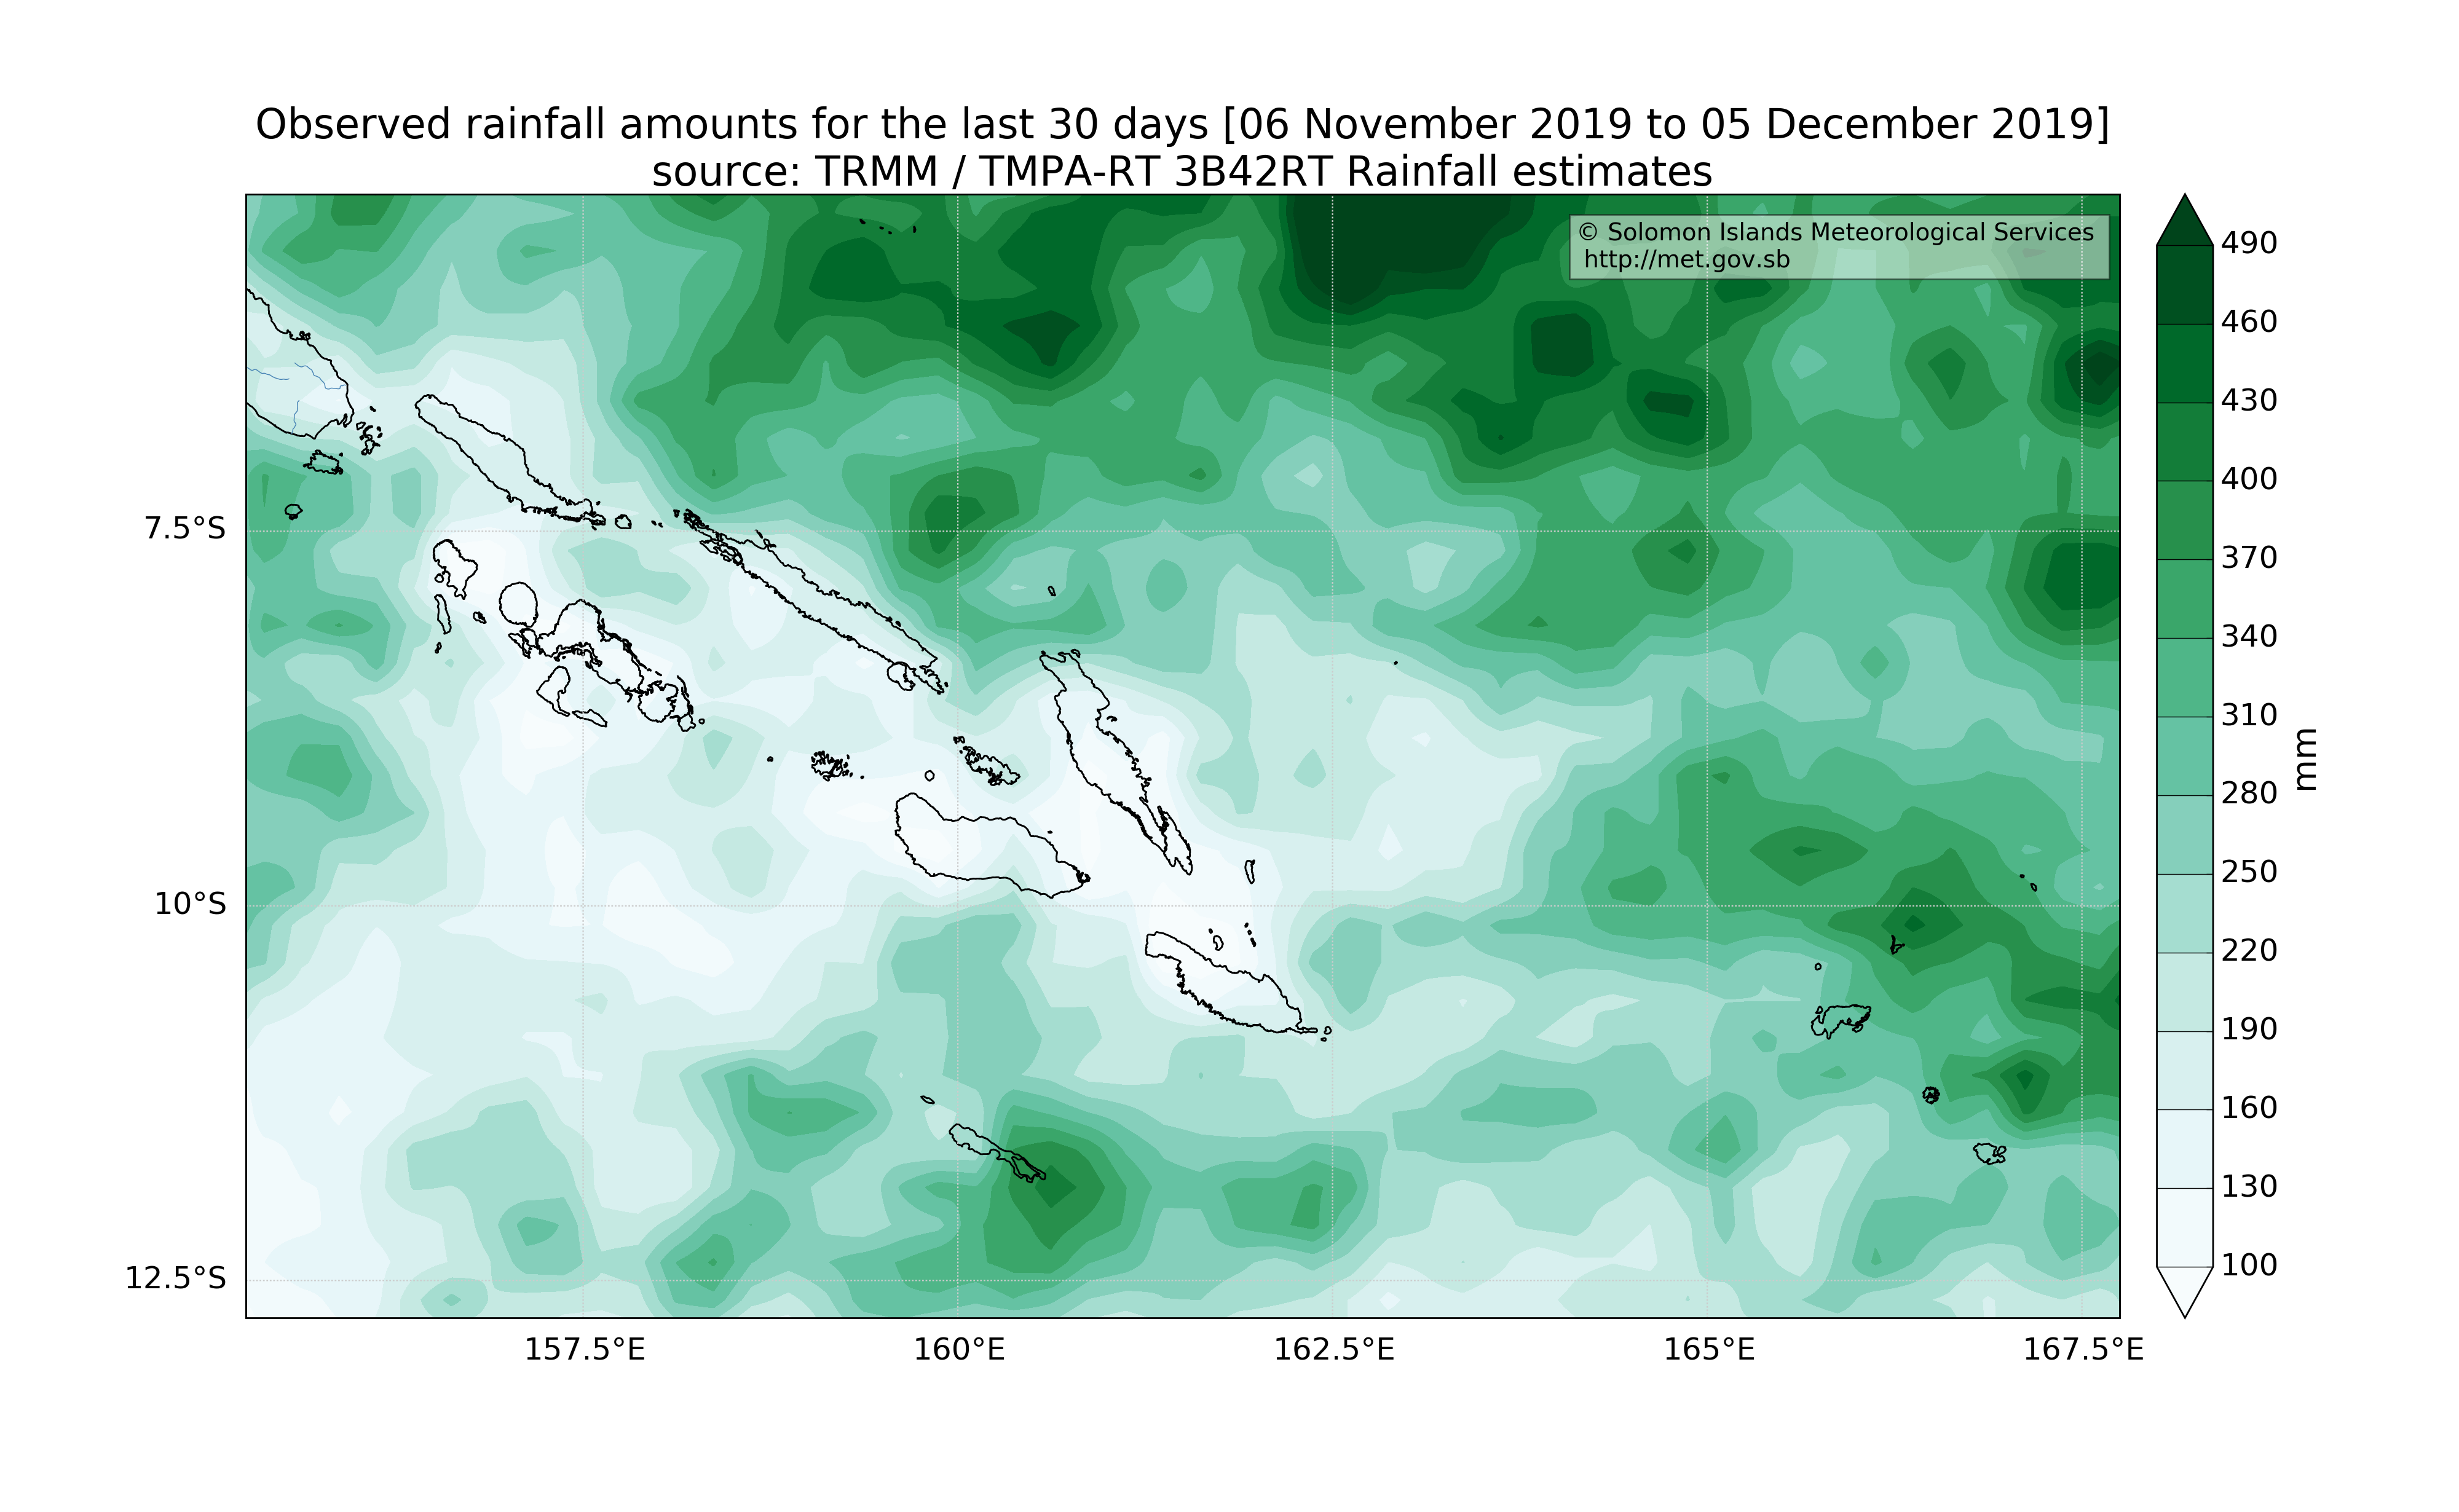 Observed rainfall amounts for the last 30 days [06 November 2019 to 05 December 2019]
source: TRMM / TMPA-RT 3B42RT Rainfall estimates
© Solomon Islands Meteorological Services
http://met.gov.sb
7.5°S
10°S
12.5°S
157.5°E
160°E
162.5°E
165°E
167.5°E
490
460
430
400
370
340
310
280
250
220
190
160
130
100
mm